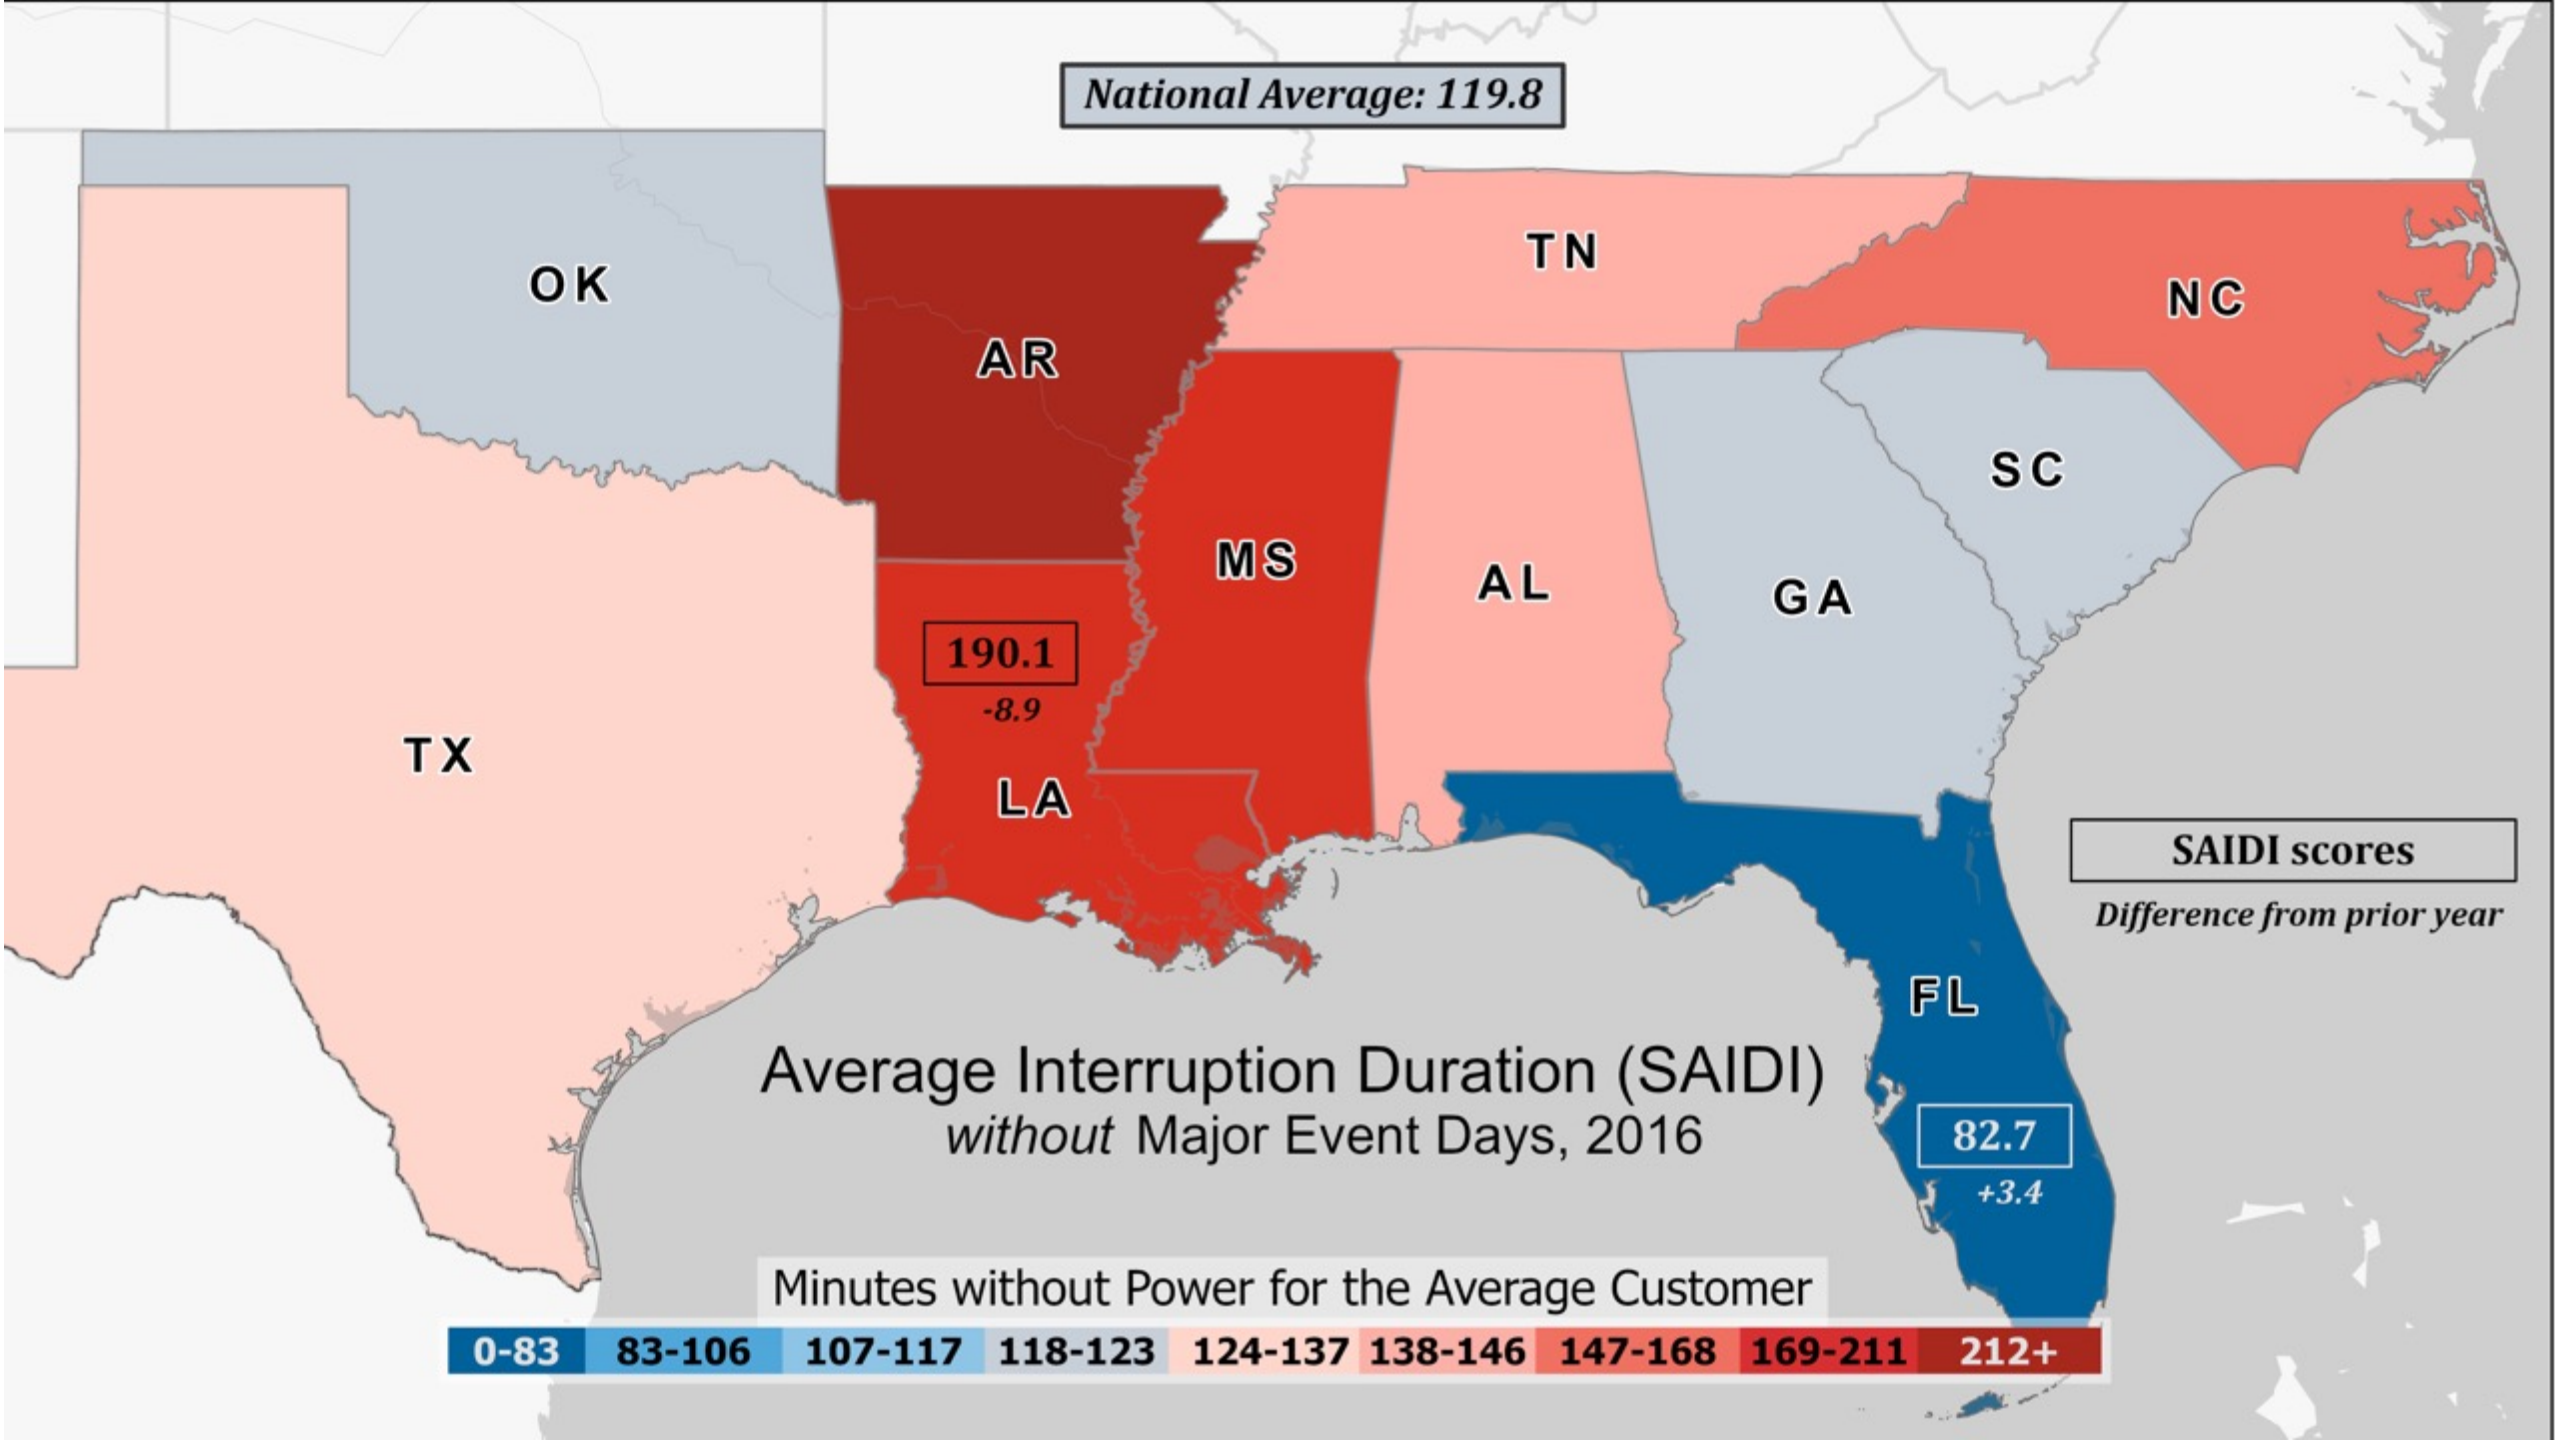 National Average: 119.8
OK
AR
TN
NC
SC
MS
AL
GA
190.1
-8.9
TX
LA
SAIDI scores
Difference from prior year
FL
Average Interruption Duration (SAIDI)
without Major Event Days, 2016
82.7
+3.4
Minutes without Power for the Average Customer
0-83 83-106 107-117 118-123 124-137 138-146 147-168 169-211 212+